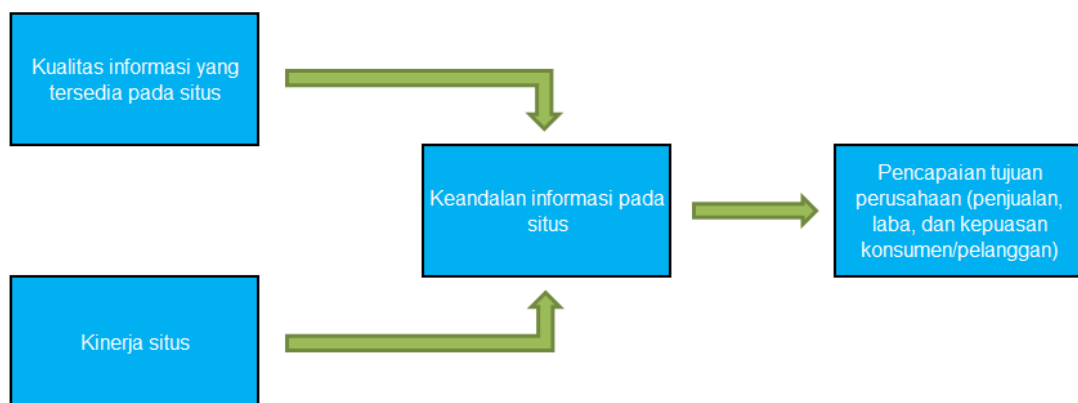 Kualitas informasi yang
tersedia pada situs
Keandalan informasi pada
situs
Pencapaian tujuan
perusahaan (penjualan,
laba, dan kepuasan
konsumen/pelanggan)
Kinerja situs